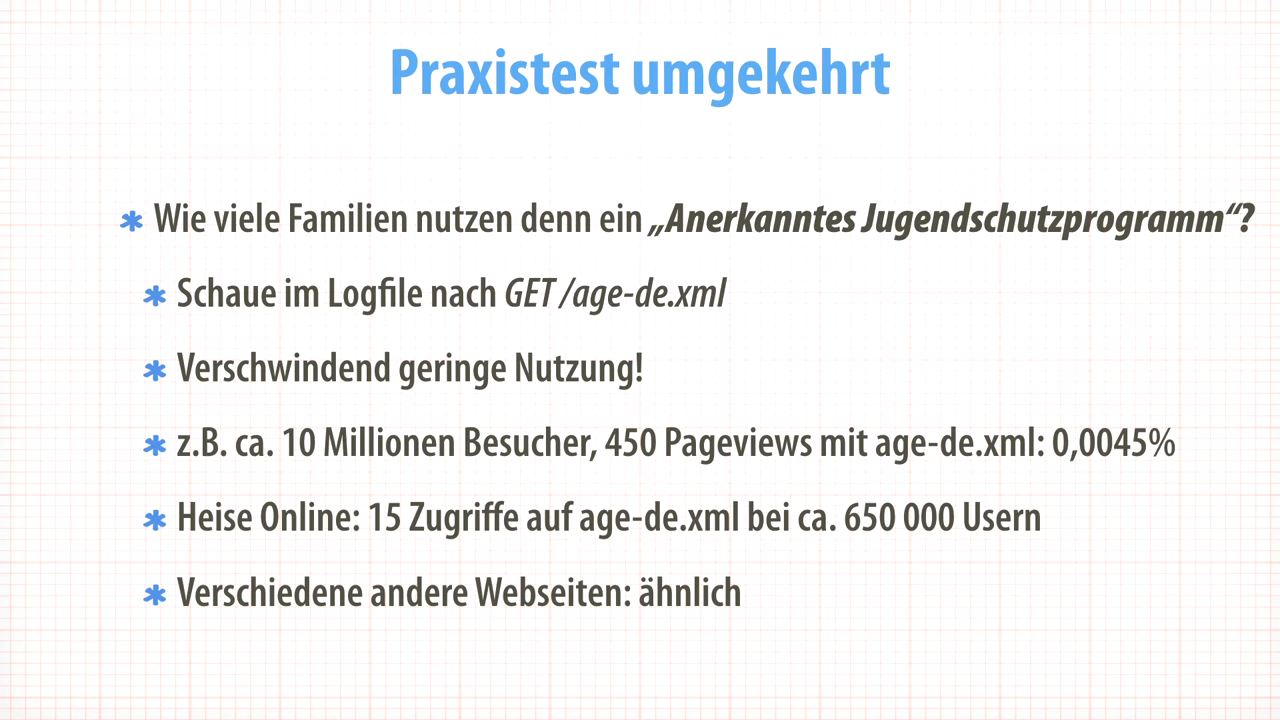 Praxistest umgekehrt
* Wie viele Familien nutzen denn ein „Anerkanntes Jugendschutzprogramm“?
* Schaue im Logfile nach GET /age-de.xml
* Verschwindend geringe Nutzung!
* z.B. ca. 10 Millionen Besucher, 450 Pageviews mit age-de.xml: 0,0045%
* Heise Online: 15 Zugriffe auf age-de.xml bei ca. 650 000 Usern
* Verschiedene andere Webseiten: ähnlich